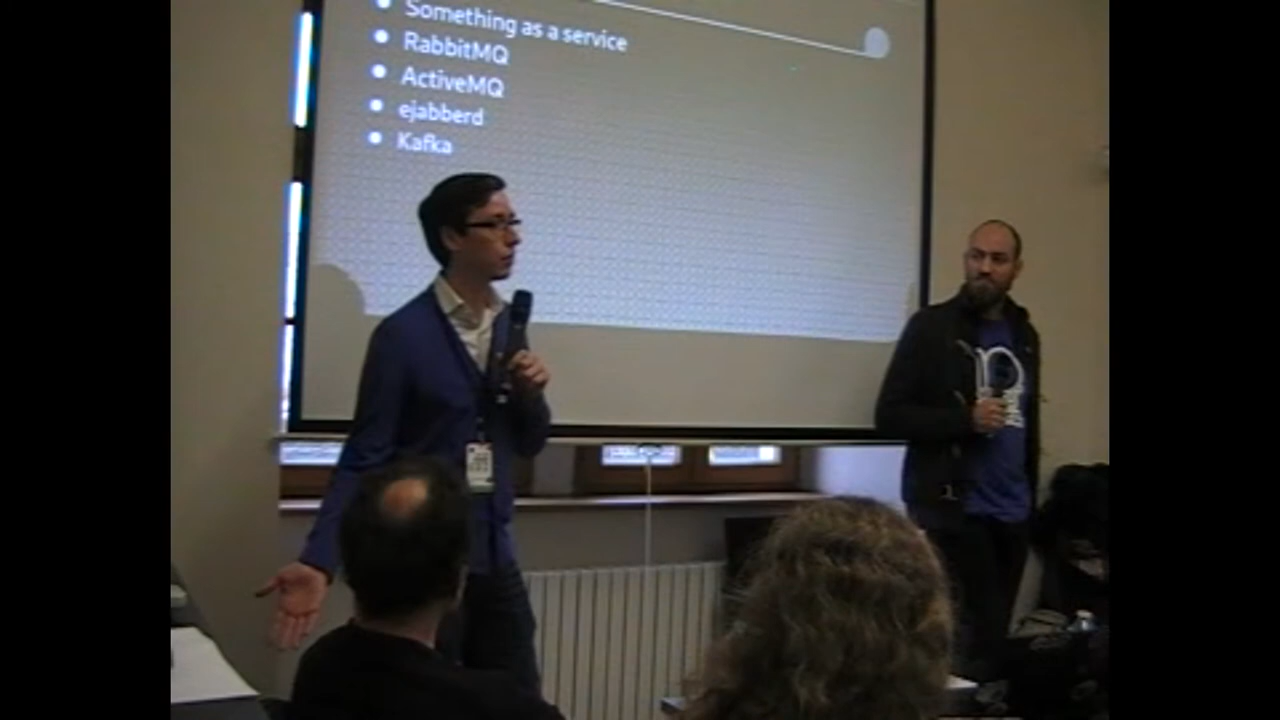 Something as a service
RabbitMQ
ActiveMQ
ejabberd
Kafka